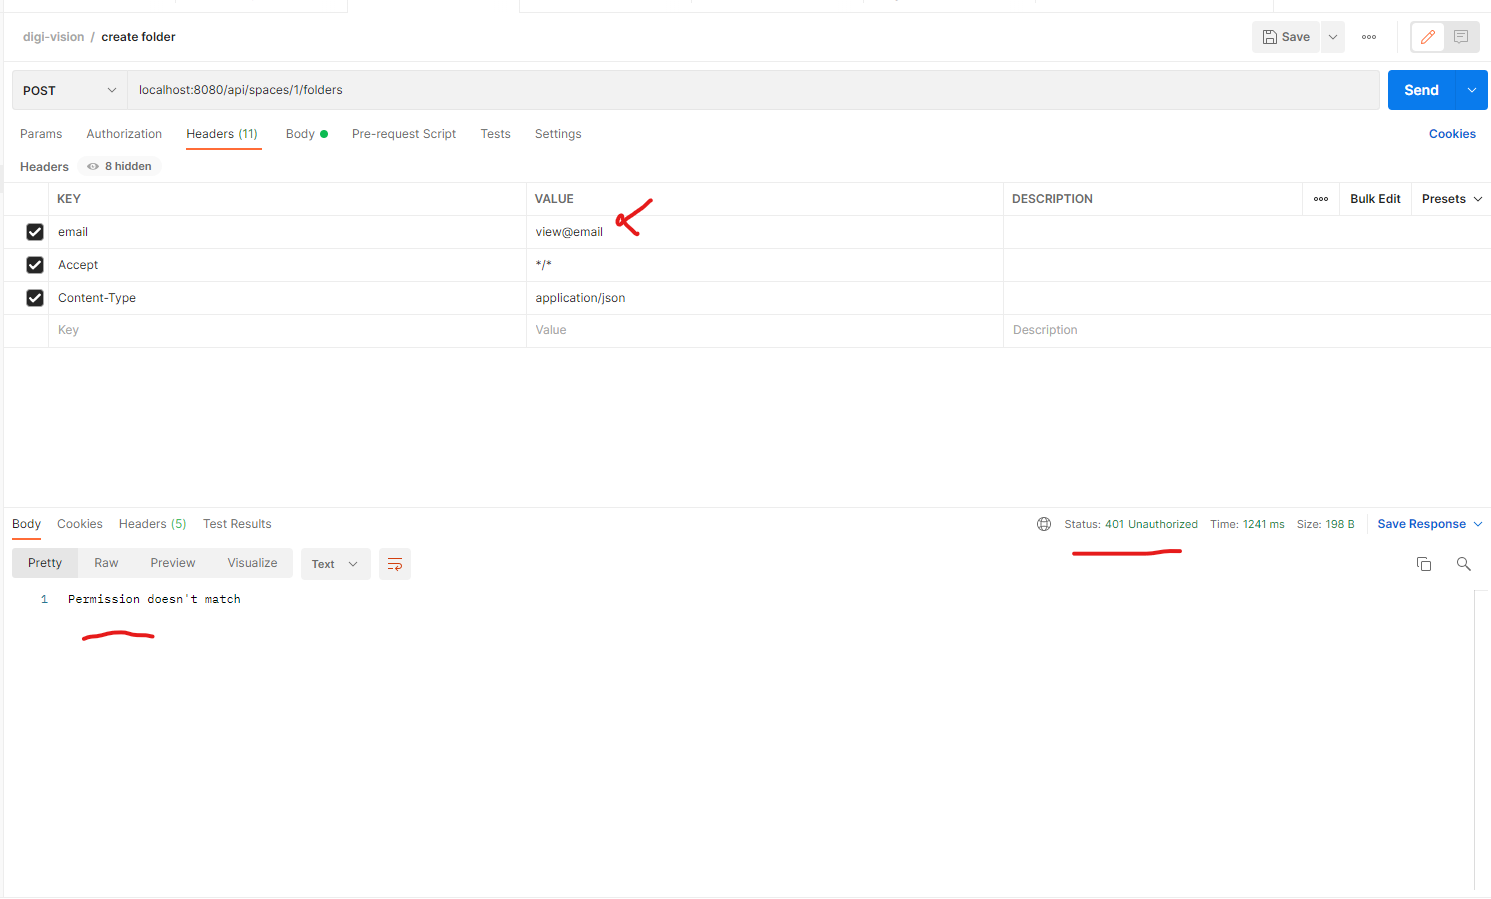 digi-vision / create folder
Save
POST localhost:8080/api/spaces/1/folders Send
Params Authorization Headers (11) Body Pre-request Script Tests Settings Cookies
Headers 8 hidden
KEY VALUE DESCRIPTION Bulk Edit Presets
email view@email
Accept */*
Content-Type application/json
Key Value Description
Body Cookies Headers (5) Test Results Status: 401 Unauthorized Time: 1241 ms Size: 198 B Save Response
Pretty Raw Preview Visualize Text
1 Permission doesn't match